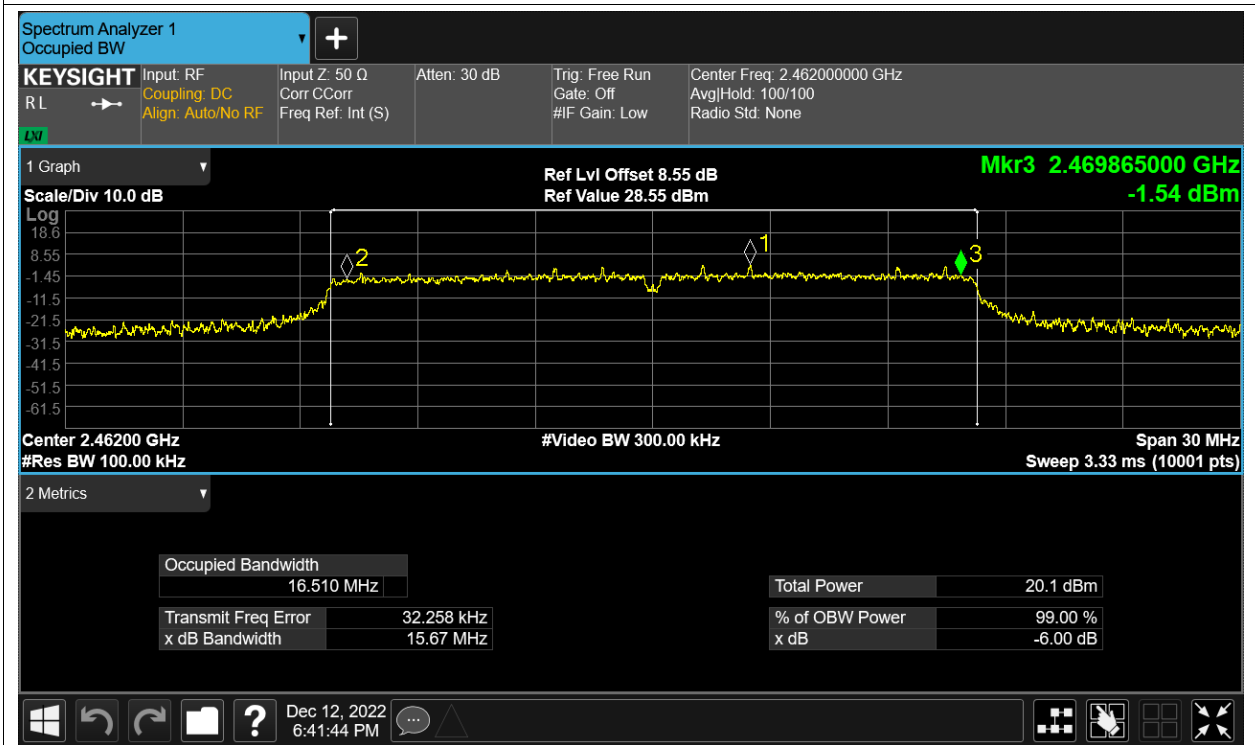 Spectrum Analyzer 1
Occupied BW
KEYSIGHT
RL
LXI
Input: RF
Coupling: DC
Align: Auto/No RF
Input Z: 50 Ω
Corr CCorr
Freq Ref: Int (S)
Atten: 30 dB
Trig: Free Run
Gate: Off
#IF Gain: Low
Center Freq: 2.462000000 GHz
Avg|Hold: 100/100
Radio Std: None
1 Graph
Scale/Div 10.0 dB
Ref Lvl Offset 8.55 dB
Ref Value 28.55 dBm
Mkr3 2.469865000 GHz
-1.54 dBm
Log
18.6
8.55
-1.45
-11.5
-21.5
-31.5
-41.5
-51.5
-61.5
2
1
3
Center 2.46200 GHz
#Res BW 100.00 kHz
#Video BW 300.00 kHz
Span 30 MHz
Sweep 3.33 ms (10001 pts)
2 Metrics
Occupied Bandwidth
16.510 MHz
Transmit Freq Error 32.258 kHz
x dB Bandwidth 15.67 MHz
Total Power 20.1 dBm
% of OBW Power 99.00 %
x dB -6.00 dB
?
Dec 12, 2022
6:41:44 PM